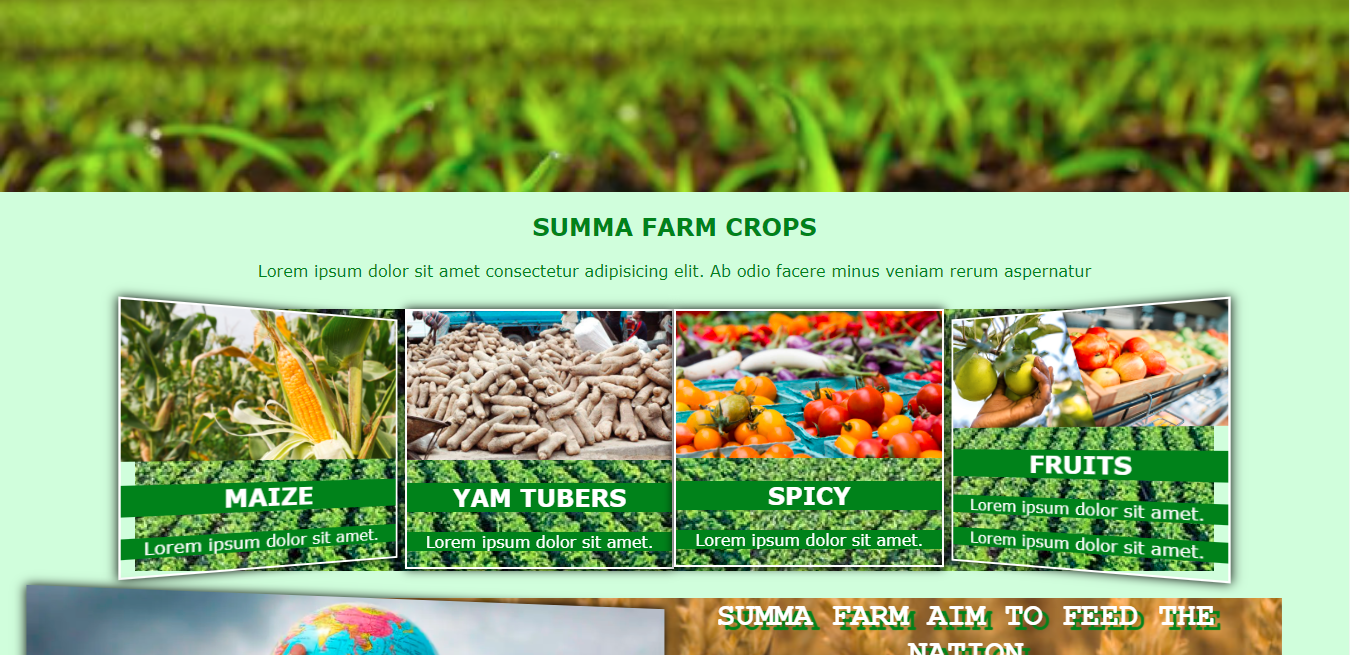 SUMMA FARM CROPS
Lorem ipsum dolor sit amet consectetur adipisicing elit. Ab odio facere minus veniam rerum aspernatur
MAIZE
Lorem ipsum dolor sit amet.
YAM TUBERS
Lorem ipsum dolor sit amet.
SPICY
Lorem ipsum dolor sit amet.
FRUITS
Lorem ipsum dolor sit amet.
Lorem ipsum dolor sit amet.
SUMMA FARM AIM TO FEED THE
NATION